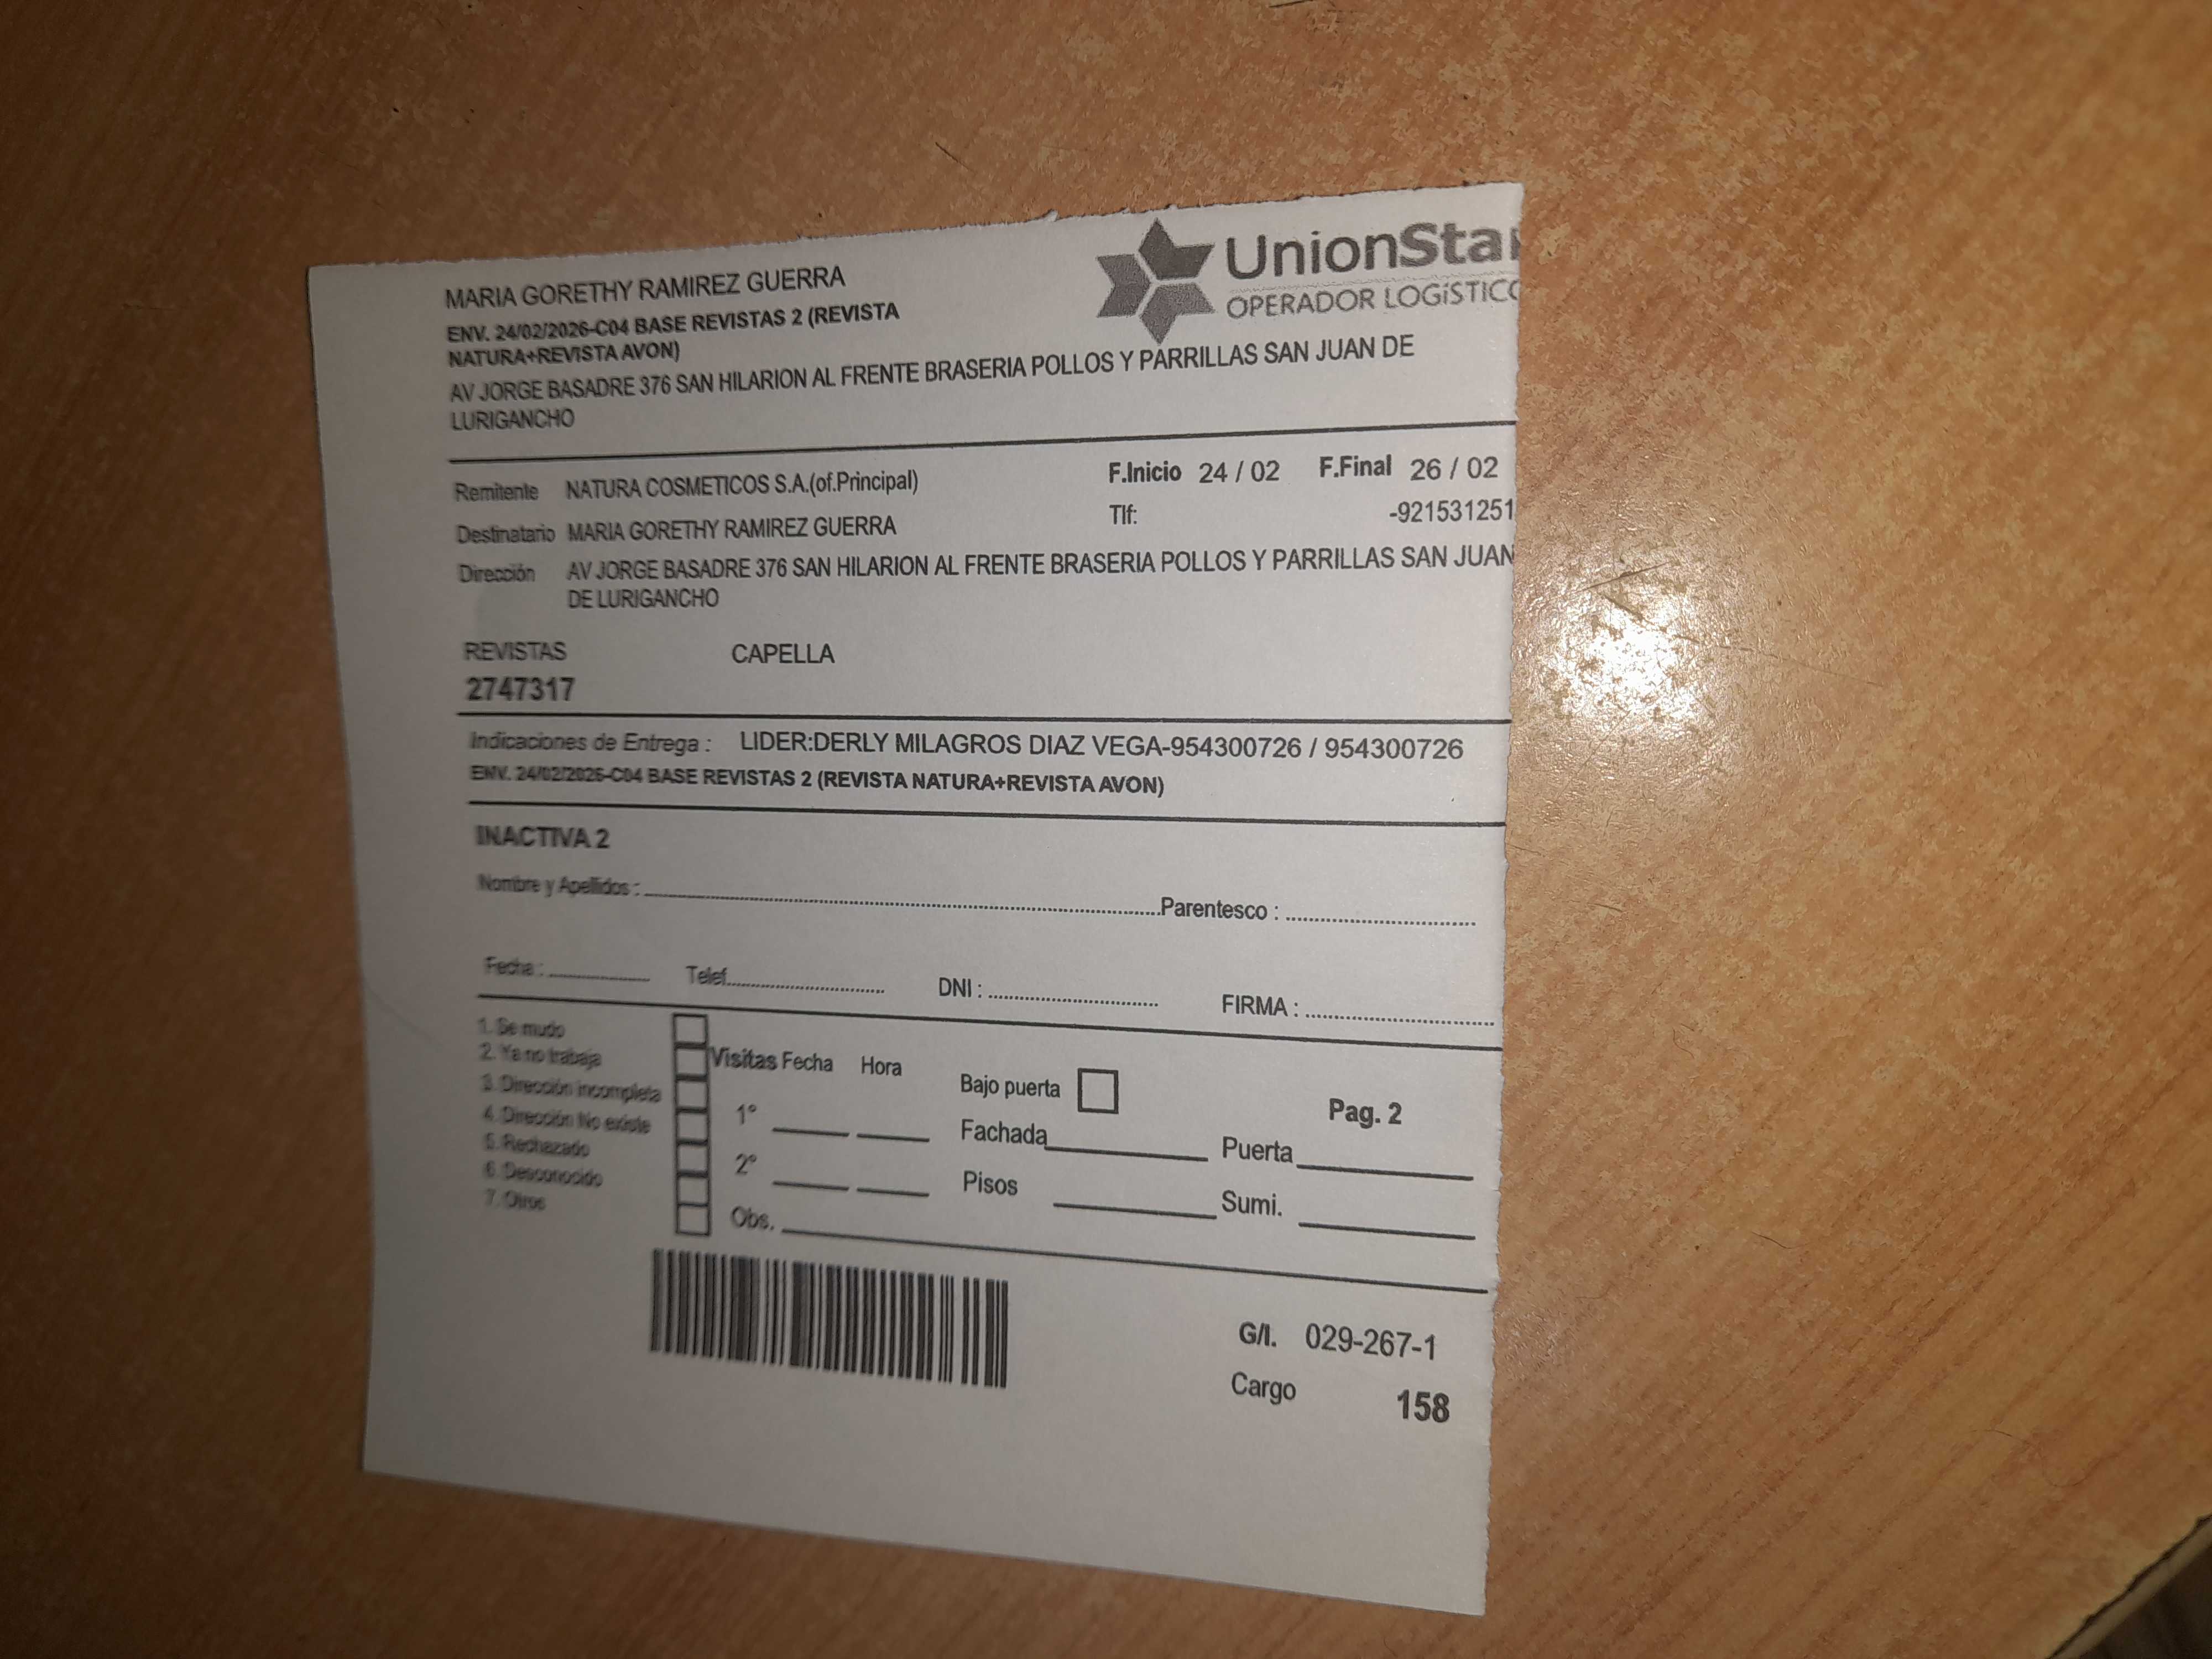 MARIA GORETHY RAMIREZ GUERRA
UnionStar
OPERADOR LOGíSTICO
ENV. 24/02/2026-C04 BASE REVISTAS 2 (REVISTA
NATURA+REVISTA AVON)
AV JORGE BASADRE 376 SAN HILARION AL FRENTE BRASERIA POLLOS Y PARRILLAS SAN JUAN DE
LURIGANCHO
Remitente NATURA COSMETICOS S.A.(of.Principal) F.Inicio 24 / 02 F.Final 26 / 02
Destinatario MARIA GORETHY RAMIREZ GUERRA Tlf: -921531251
Dirección AV JORGE BASADRE 376 SAN HILARION AL FRENTE BRASERIA POLLOS Y PARRILLAS SAN JUAN
DE LURIGANCHO
REVISTAS CAPELLA
2747317
Indicaciones de Entrega : LIDER:DERLY MILAGROS DIAZ VEGA-954300726 / 954300726
ENV. 24/02/2026-C04 BASE REVISTAS 2 (REVISTA NATURA+REVISTA AVON)
INACTIVA 2
Nombre y Apellidos : Parentesco :
Fecha : Telef. DNI : FIRMA :
1. Se mudo
2. Ya no trabaja
3. Dirección incompleta
4. Dirección No existe
5. Rechazado
6. Desconocido
7. Otros
Visitas Fecha Hora
1°
2°
Obs.
Bajo puerta
Pag. 2
Fachada Puerta
Pisos Sumi.
G/I. 029-267-1
Cargo 158